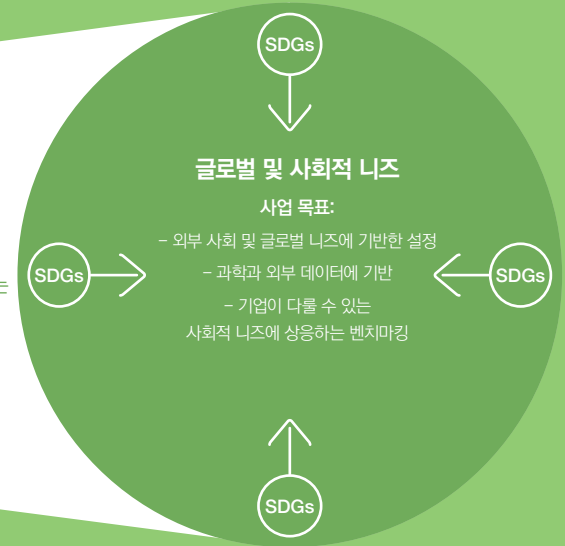 SDGs
글로벌 및 사회적 니즈
사업 목표:
– 외부 사회 및 글로벌 니즈에 기반한 설정
– 과학과 외부 데이터에 기반
– 기업이 다룰 수 있는
사회적 니즈에 상응하는 벤치마킹
SDGs
SDGs
SDGs
는